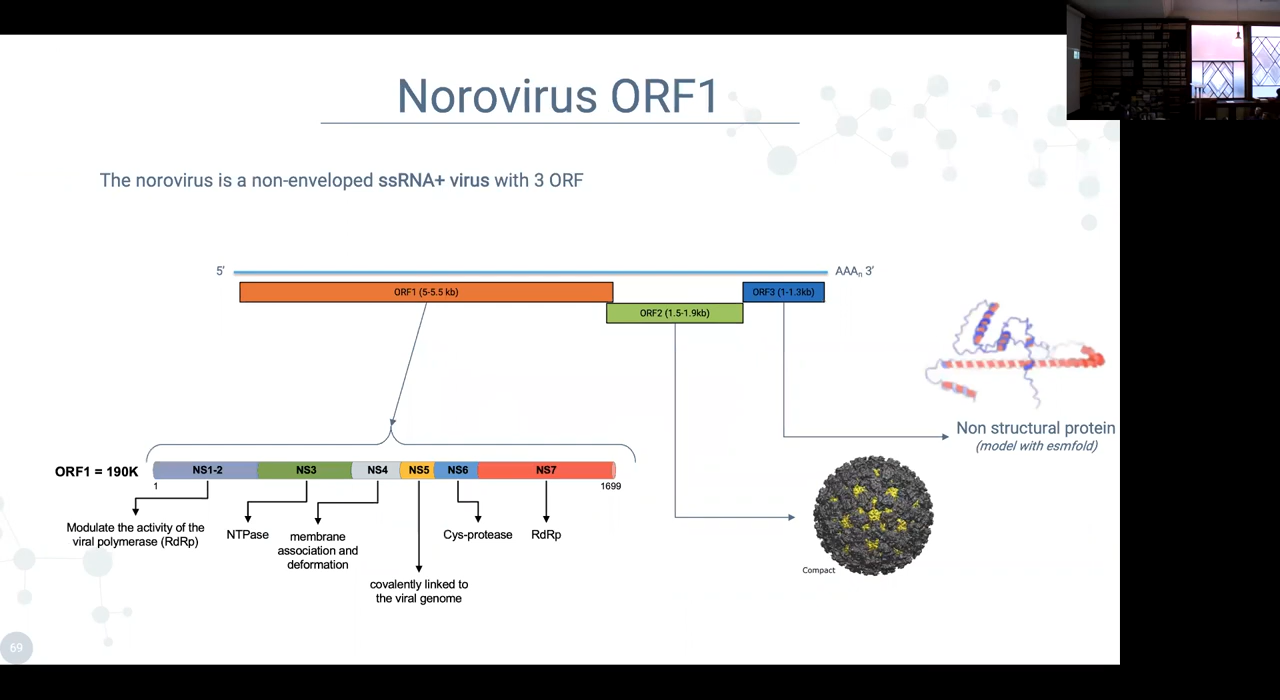 Norovirus ORF1
The norovirus is a non-enveloped ssRNA+ virus with 3 ORF
5’
AAAn 3’
ORF1 (5-5.5 kb)
ORF3 (1-1.3kb)
ORF2 (1.5-1.9kb)
Non structural protein
(model with esmfold)
ORF1 = 190K
NS1-2
NS3
NS4
NS5
NS6
NS7
1
1699
Modulate the activity of the
viral polymerase (RdRp)
NTPase
membrane
association and
deformation
covalently linked to
the viral genome
Cys-protease
RdRp
Compact
69